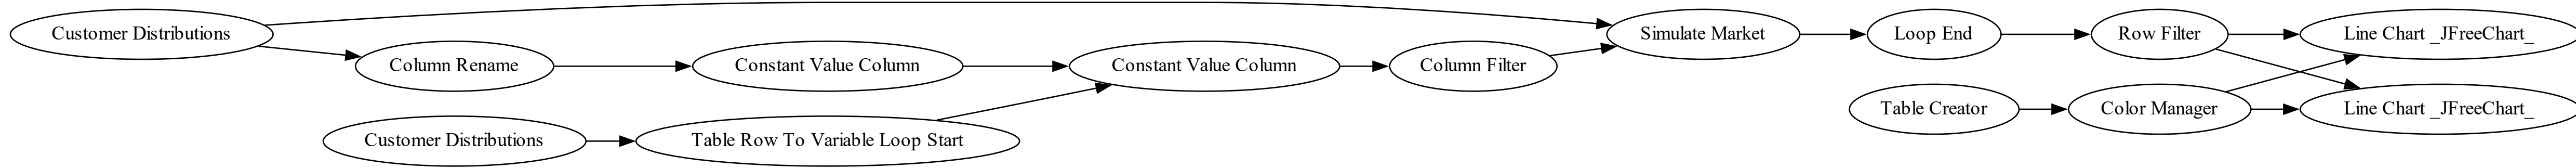 Customer Distributions
Column Rename
Constant Value Column
Constant Value Column
Column Filter
Simulate Market
Loop End
Row Filter
Line Chart _JFreeChart_
Customer Distributions
Table Row To Variable Loop Start
Table Creator
Color Manager
Line Chart _JFreeChart_